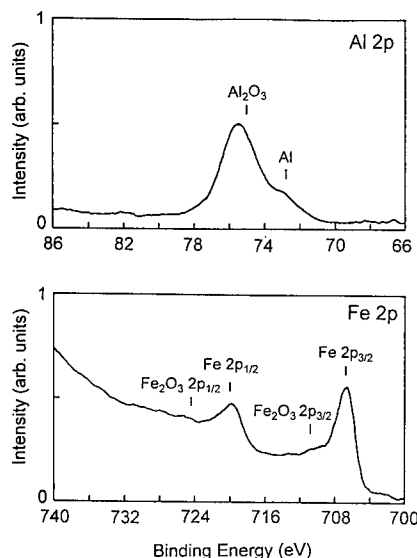 1
Al 2p
Al₂O₃
Al
Intensity (arb. units)
0
86 82 78 74 70 66
1
Fe 2p
Fe 2p₃/₂
Fe 2p₁/₂
Fe₂O₃ 2p₁/₂
Fe₂O₃ 2p₃/₂
Intensity (arb. units)
0
740 732 724 716 708 700
Binding Energy (eV)